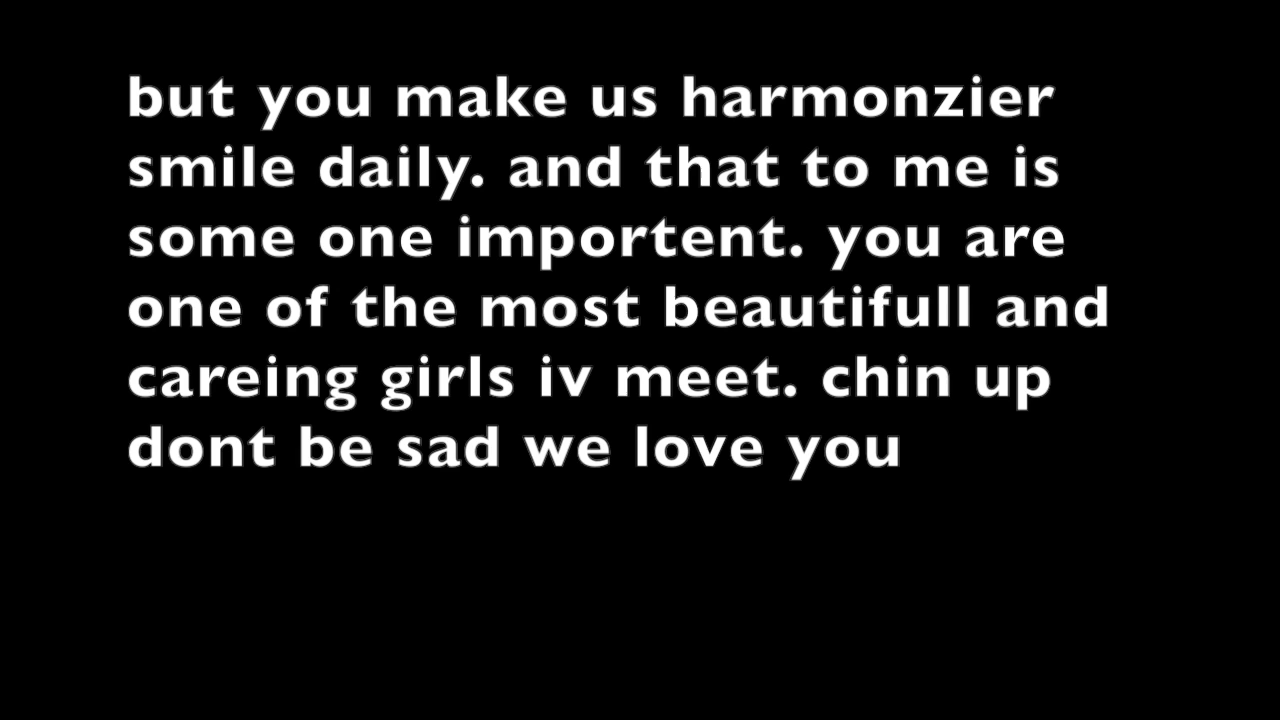 but you make us harmonzier
smile daily. and that to me is
some one importent. you are
one of the most beautifull and
careing girls iv meet. chin up
dont be sad we love you